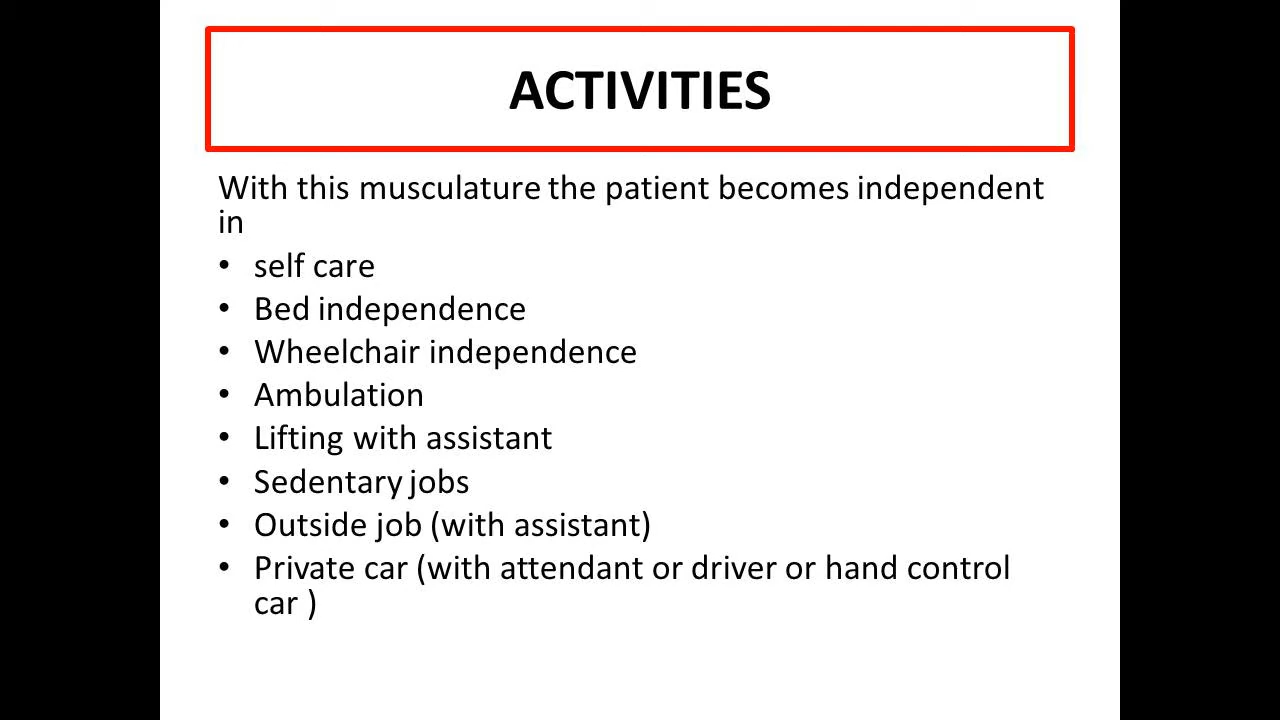 ACTIVITIES
With this musculature the patient becomes independent
in
• self care
• Bed independence
• Wheelchair independence
• Ambulation
• Lifting with assistant
• Sedentary jobs
• Outside job (with assistant)
• Private car (with attendant or driver or hand control
car )